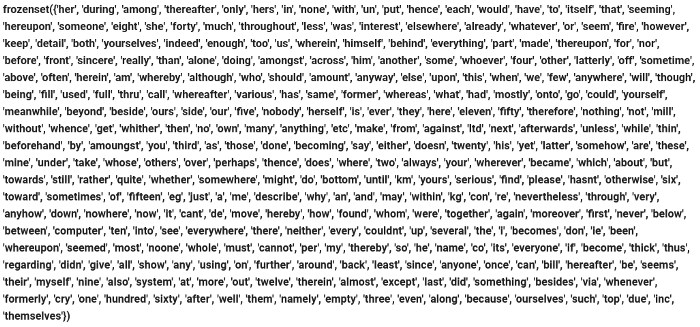 frozenset({'her', 'during', 'among', 'thereafter', 'only', 'hers', 'in', 'none', 'with', 'un', 'put', 'hence', 'each', 'would', 'have', 'to', 'itself', 'that', 'seeming',
'hereupon', 'someone', 'eight', 'she', 'forty', 'much', 'throughout', 'less', 'was', 'interest', 'elsewhere', 'already', 'whatever', 'or', 'seem', 'fire', 'however',
'keep', 'detail', 'both', 'yourselves', 'indeed', 'enough', 'too', 'us', 'wherein', 'himself', 'behind', 'everything', 'part', 'made', 'thereupon', 'for', 'nor',
'before', 'front', 'sincere', 'really', 'than', 'alone', 'doing', 'amongst', 'across', 'him', 'another', 'some', 'whoever', 'four', 'other', 'latterly', 'off', 'sometime',
'above', 'often', 'herein', 'am', 'whereby', 'although', 'who', 'should', 'amount', 'anyway', 'else', 'upon', 'this', 'when', 'we', 'few', 'anywhere', 'will', 'though',
'being', 'fill', 'used', 'full', 'thru', 'call', 'whereafter', 'various', 'has', 'same', 'former', 'whereas', 'what', 'had', 'mostly', 'onto', 'go', 'could', 'yourself',
'meanwhile', 'beyond', 'beside', 'ours', 'side', 'our', 'five', 'nobody', 'herself', 'is', 'ever', 'they', 'here', 'eleven', 'fifty', 'therefore', 'nothing', 'not', 'mill',
'without', 'whence', 'get', 'whither', 'then', 'no', 'own', 'many', 'anything', 'etc', 'make', 'from', 'against', 'ltd', 'next', 'afterwards', 'unless', 'while', 'thin',
'beforehand', 'by', 'amoungst', 'you', 'third', 'as', 'those', 'done', 'becoming', 'say', 'either', 'doesn', 'twenty', 'his', 'yet', 'latter', 'somehow', 'are', 'these',
'mine', 'under', 'take', 'whose', 'others', 'over', 'perhaps', 'thence', 'does', 'where', 'two', 'always', 'your', 'wherever', 'became', 'which', 'about', 'but',
'towards', 'still', 'rather', 'quite', 'whether', 'somewhere', 'might', 'do', 'bottom', 'until', 'km', 'yours', 'serious', 'find', 'please', 'hasnt', 'otherwise', 'six',
'toward', 'sometimes', 'of', 'fifteen', 'eg', 'just', 'a', 'me', 'describe', 'why', 'an', 'and', 'may', 'within', 'kg', 'con', 're', 'nevertheless', 'through', 'very',
'anyhow', 'down', 'nowhere', 'now', 'it', 'cant', 'de', 'move', 'hereby', 'how', 'found', 'whom', 'were', 'together', 'again', 'moreover', 'first', 'never', 'below',
'between', 'computer', 'ten', 'into', 'see', 'everywhere', 'there', 'neither', 'every', 'couldnt', 'up', 'several', 'the', 'i', 'becomes', 'don', 'ie', 'been',
'whereupon', 'seemed', 'most', 'noone', 'whole', 'must', 'cannot', 'per', 'my', 'thereby', 'so', 'he', 'name', 'co', 'its', 'everyone', 'if', 'become', 'thick', 'thus',
'regarding', 'didn', 'give', 'all', 'show', 'any', 'using', 'on', 'further', 'around', 'back', 'least', 'since', 'anyone', 'once', 'can', 'bill', 'hereafter', 'be', 'seems',
'their', 'myself', 'nine', 'also', 'system', 'at', 'more', 'out', 'twelve', 'therein', 'almost', 'except', 'last', 'did', 'something', 'besides', 'via', 'whenever',
'formerly', 'cry', 'one', 'hundred', 'sixty', 'after', 'well', 'them', 'namely', 'empty', 'three', 'even', 'along', 'because', 'ourselves', 'such', 'top', 'due', 'inc',
'themselves'})